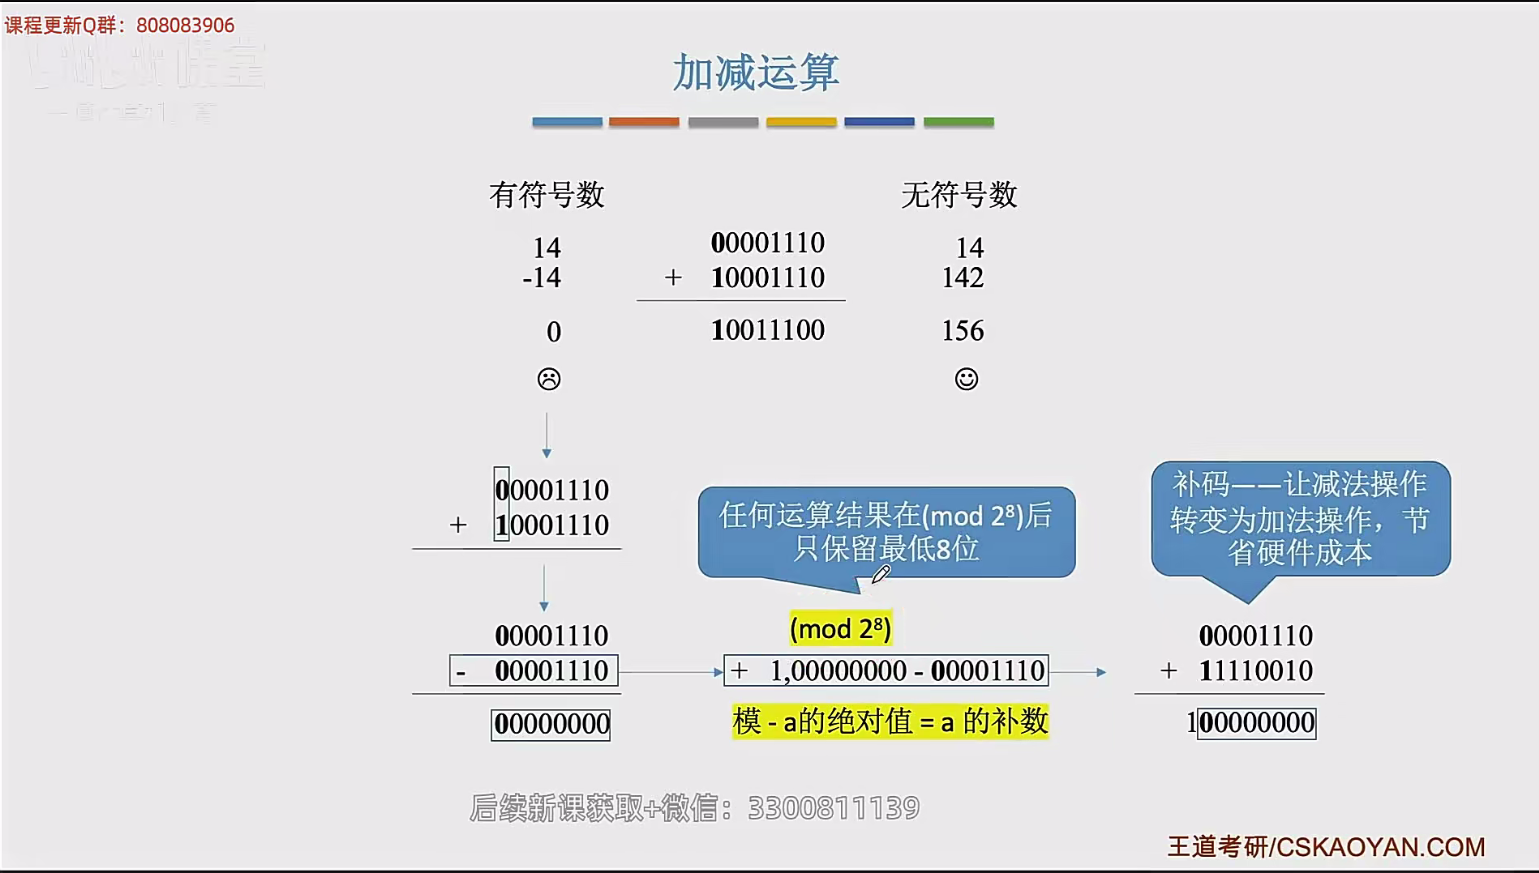 课程更新Q群：808083906
加减运算
有符号数
无符号数
14 00001110 14
-14 + 10001110 142
0 10011100 156
00001110
+ 10001110
任何运算结果在(mod 2⁸)后
只保留最低8位
补码——让减法操作
转变为加法操作，节
省硬件成本
00001110
- 00001110
00000000
(mod 2⁸)
+ 1,00000000 - 00001110
模 - a的绝对值 = a 的补数
00001110
+ 11110010
100000000
后续新课获取+微信：3300811139
王道考研/CSKAOYAN.COM